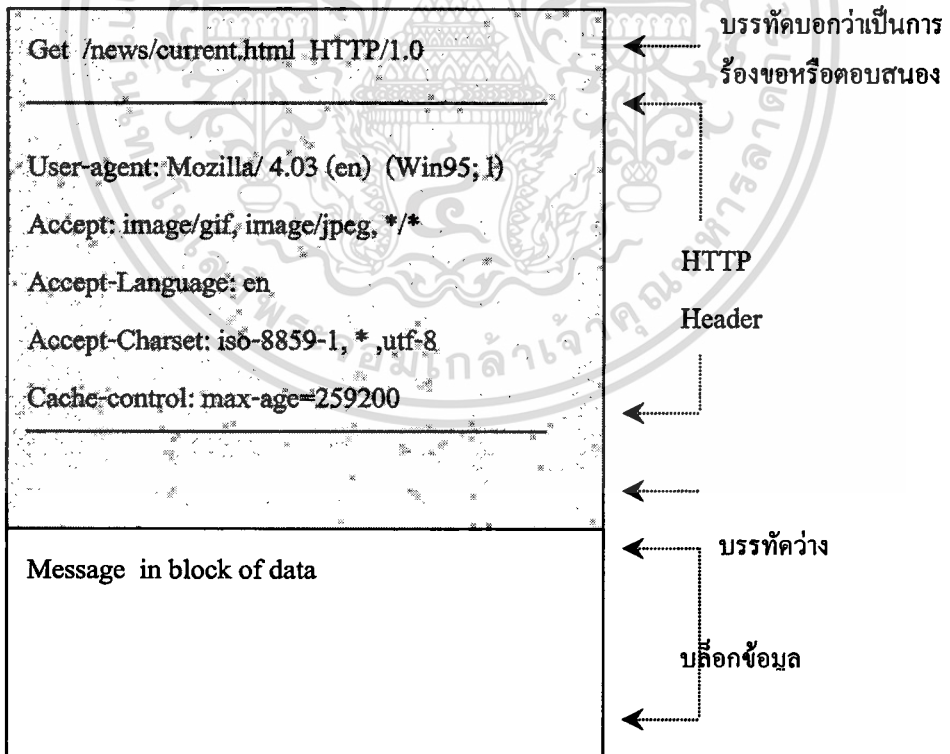 Get /news/current.html HTTP/1.0
บรรทัดบอกว่าเป็นการ
ร้องขอหรือตอบสนอง
User-agent: Mozilla/ 4.03 (en) (Win95; I)
Accept: image/gif, image/jpeg, */*
Accept-Language: en
Accept-Charset: iso-8859-1, * ,utf-8
Cache-control: max-age=259200
HTTP
Header
บรรทัดว่าง
Message in block of data
บล็อกข้อมูล